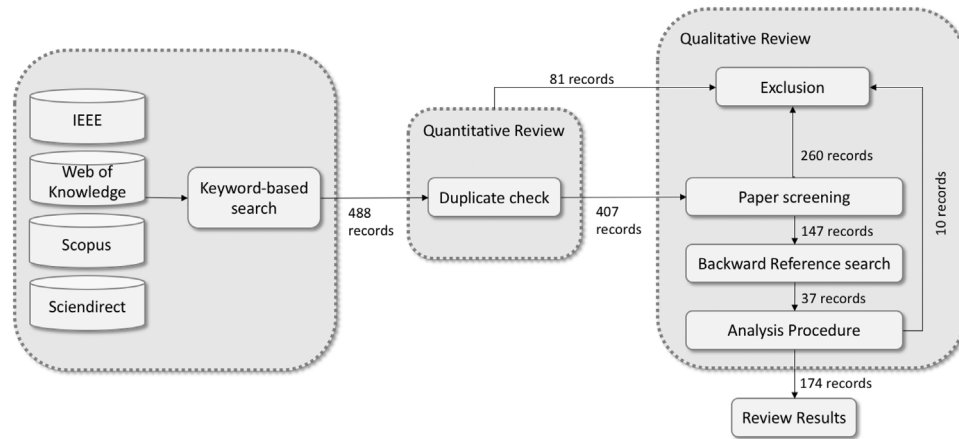 IEEE
Web of
Knowledge
Scopus
Sciendirect
Keyword-based
search
488
records
Quantitative Review
Duplicate check
81 records
407
records
Qualitative Review
Exclusion
260 records
Paper screening
147 records
Backward Reference search
37 records
Analysis Procedure
10 records
174 records
Review Results